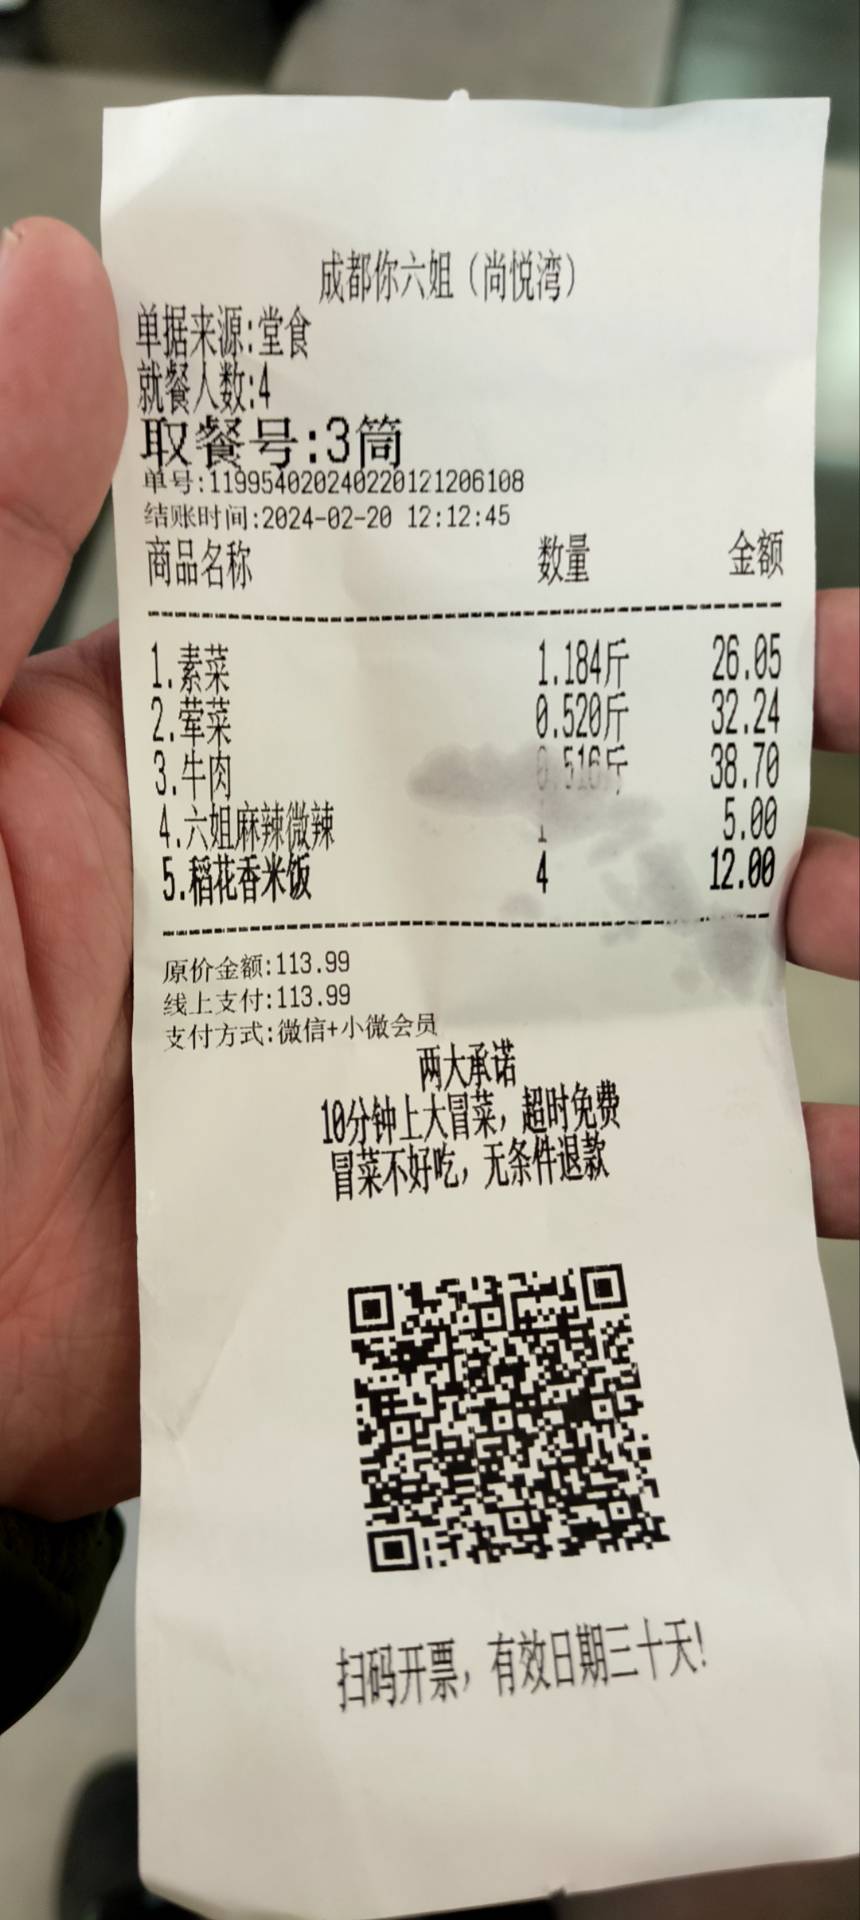 成都你六姐（尚悦湾）
单据来源:堂食
就餐人数:4
取餐号:3筒
单号:119954020240220121206108
结账时间:2024-02-20 12:12:45
商品名称 数量 金额
1.素菜 1.184斤 26.05
2.荤菜 0.520斤 32.24
3.牛肉 0.516斤 38.70
4.六姐麻辣微辣 1 5.00
5.稻花香米饭 4 12.00
原价金额:113.99
线上支付:113.99
支付方式:微信+小微会员
两大承诺
10分钟上大冒菜，超时免费
冒菜不好吃，无条件退款
扫码开票，有效日期三十天!